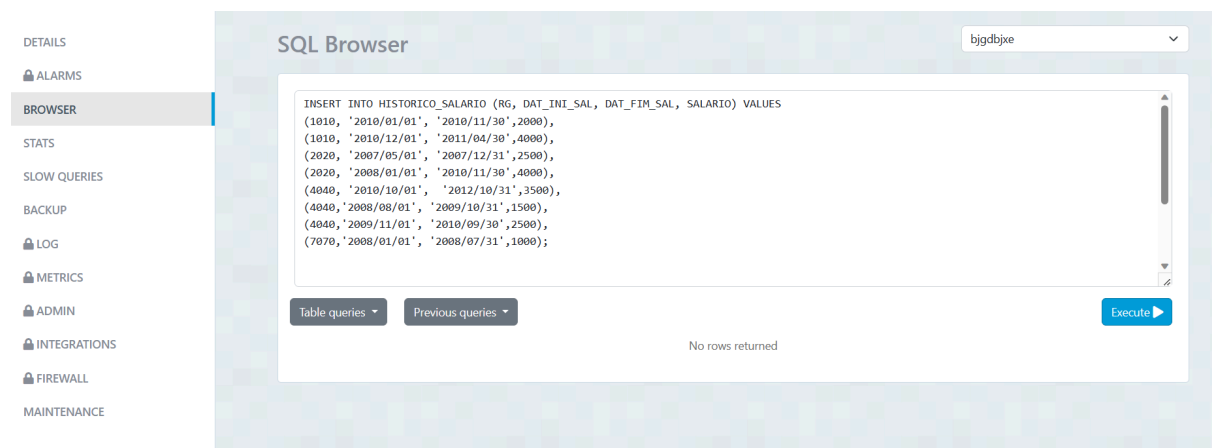 DETAILS
ALARMS
BROWSER
STATS
SLOW QUERIES
BACKUP
LOG
METRICS
ADMIN
INTEGRATIONS
FIREWALL
MAINTENANCE
SQL Browser
bjgdbjxe
INSERT INTO HISTORICO_SALARIO (RG, DAT_INI_SAL, DAT_FIM_SAL, SALARIO) VALUES
(1010, '2010/01/01', '2010/11/30',2000),
(1010, '2010/12/01', '2011/04/30',4000),
(2020, '2007/05/01', '2007/12/31',2500),
(2020, '2008/01/01', '2010/11/30',4000),
(4040, '2010/10/01',  '2012/10/31',3500),
(4040,'2008/08/01', '2009/10/31',1500),
(4040,'2009/11/01', '2010/09/30',2500),
(7070,'2008/01/01', '2008/07/31',1000);
Table queries
Previous queries
Execute
No rows returned